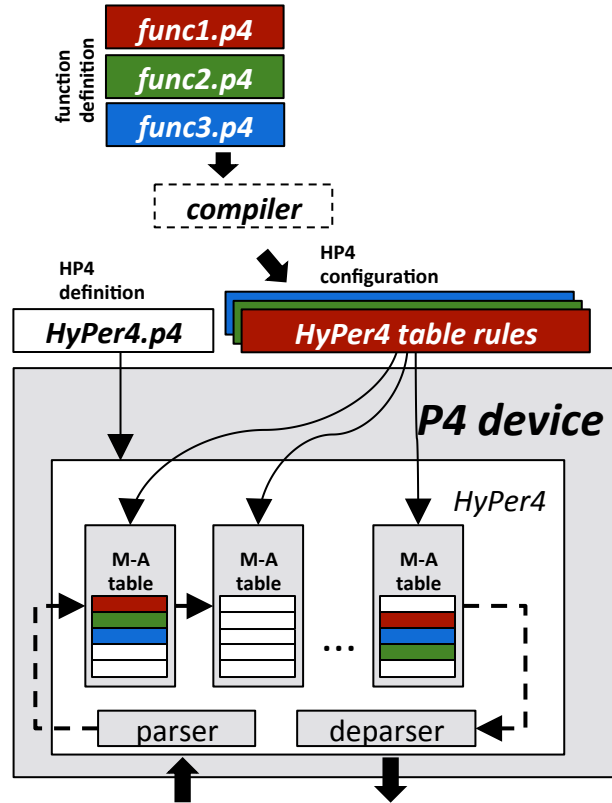 func1.p4
function
definition
func2.p4
func3.p4
compiler
HP4
definition
HP4
configuration
HyPer4.p4
HyPer4 table rules
P4 device
HyPer4
M-A
table
M-A
table
M-A
table
...
parser
deparser